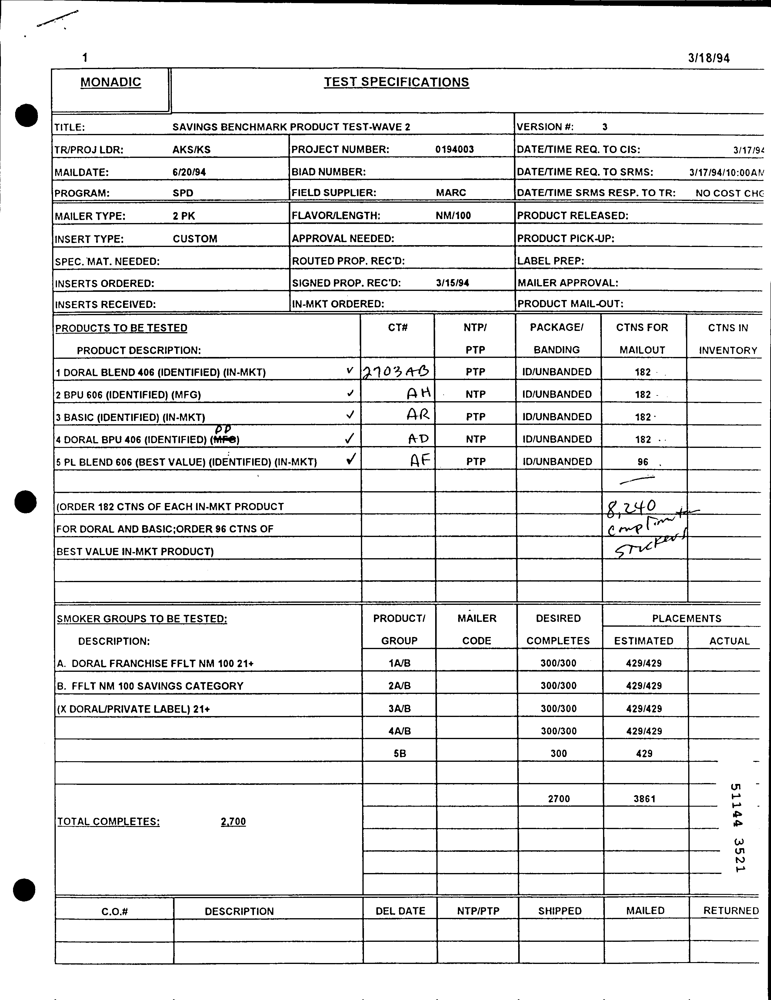 1 3/18/94
MONADIC TEST SPECIFICATIONS
TITLE: SAVINGS BENCHMARK PRODUCT TEST-WAVE 2 VERSION #: 3
TR/PROJ LDR: AKS/KS PROJECT NUMBER: 0194003 DATE/TIME REQ. TO CIS: 3/17/94
MAILDATE: 6/20/94 BIAD NUMBER: DATE/TIME REQ. TO SRMS: 3/17/94/10:00AM
PROGRAM: SPD FIELD SUPPLIER: MARC DATE/TIME SRMS RESP. TO TR: NO COST CHG
MAILER TYPE: 2 PK FLAVOR/LENGTH: NM/100 PRODUCT RELEASED:
INSERT TYPE: CUSTOM APPROVAL NEEDED: PRODUCT PICK-UP:
SPEC. MAT. NEEDED: ROUTED PROP. REC'D: LABEL PREP:
INSERTS ORDERED: SIGNED PROP. REC'D: 3/15/94 MAILER APPROVAL:
INSERTS RECEIVED: IN-MKT ORDERED: PRODUCT MAIL-OUT:
PRODUCTS TO BE TESTED CT# NTP/ PACKAGE/ CTNS FOR CTNS IN
PRODUCT DESCRIPTION: PTP BANDING MAILOUT INVENTORY
1 DORAL BLEND 406 (IDENTIFIED) (IN-MKT) ✓ 2703AB PTP ID/UNBANDED 182
2 BPU 606 (IDENTIFIED) (MFG) ✓ AH NTP ID/UNBANDED 182
3 BASIC (IDENTIFIED) (IN-MKT) ✓ AR PTP ID/UNBANDED 182
PP
4 DORAL BPU 406 (IDENTIFIED) (MFG) ✓ AD NTP ID/UNBANDED 182
5 PL BLEND 606 (BEST VALUE) (IDENTIFIED) (IN-MKT) ✓ AF PTP ID/UNBANDED 96
(ORDER 182 CTNS OF EACH IN-MKT PRODUCT 8,240
FOR DORAL AND BASIC;ORDER 96 CTNS OF
BEST VALUE IN-MKT PRODUCT) STICKERS
SMOKER GROUPS TO BE TESTED: PRODUCT/ MAILER DESIRED PLACEMENTS
DESCRIPTION: GROUP CODE COMPLETES ESTIMATED ACTUAL
A. DORAL FRANCHISE FFLT NM 100 21+ 1A/B 300/300 429/429
B. FFLT NM 100 SAVINGS CATEGORY 2A/B 300/300 429/429
(X DORAL/PRIVATE LABEL) 21+ 3A/B 300/300 429/429
4A/B 300/300 429/429
5B 300 429
2700 3861
TOTAL COMPLETES: 2,700
51144 3521
C.O.# DESCRIPTION DEL DATE NTP/PTP SHIPPED MAILED RETURNED